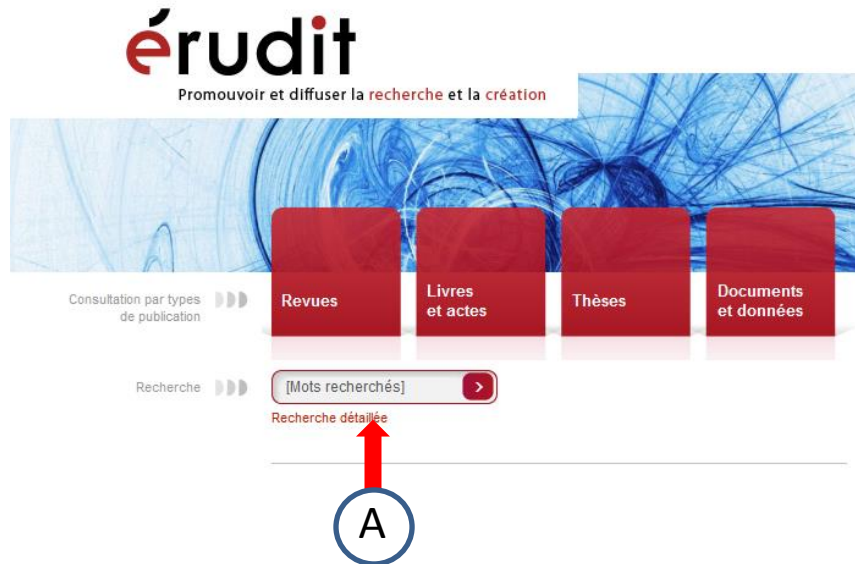 érudit
Promouvoir et diffuser la recherche et la création
Consultation par types
de publication
Revues
Livres
et actes
Thèses
Documents
et données
Recherche
[Mots recherchés]
Recherche détaillée
A